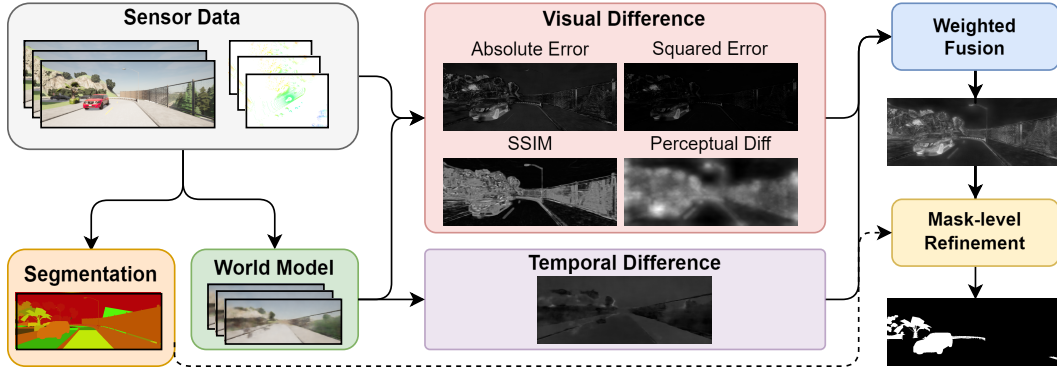 Sensor Data
Segmentation
World Model
Visual Difference
Absolute Error
Squared Error
SSIM
Perceptual Diff
Temporal Difference
Weighted
Fusion
Mask-level
Refinement